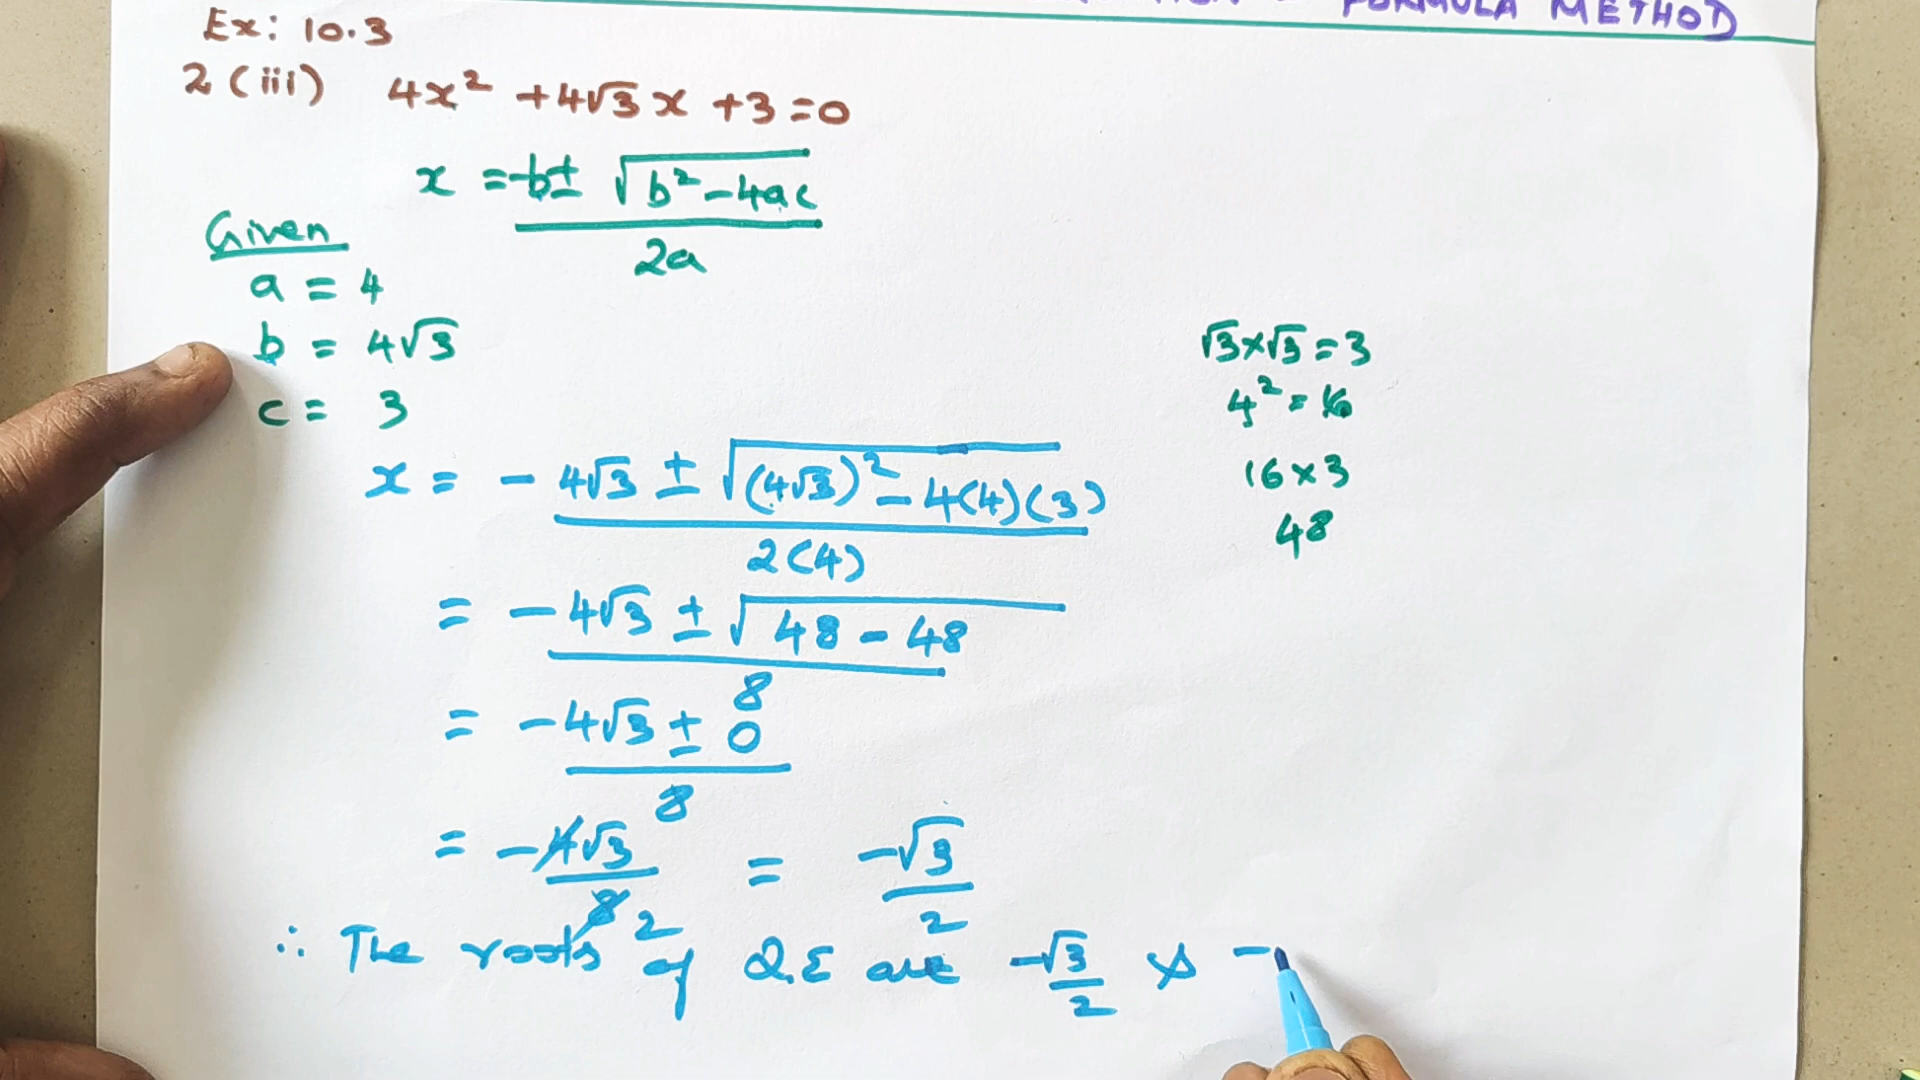 FORMULA METHOD
Ex: 10.3
2 (iii) 4x² + 4√3 x + 3 = 0
x = -b ± √b² - 4ac
2a
Given
a = 4
b = 4√3
c = 3
√3 × √3 = 3
4² = 16
16 × 3
48
x = - 4√3 ± √(4√3)² - 4(4)(3)
2(4)
= - 4√3 ± √48 - 48
8
= - 4√3 ± 0
8
= - 4√3 = -√3
8 2 2
∴ The roots of Q.E are -√3/2 & -